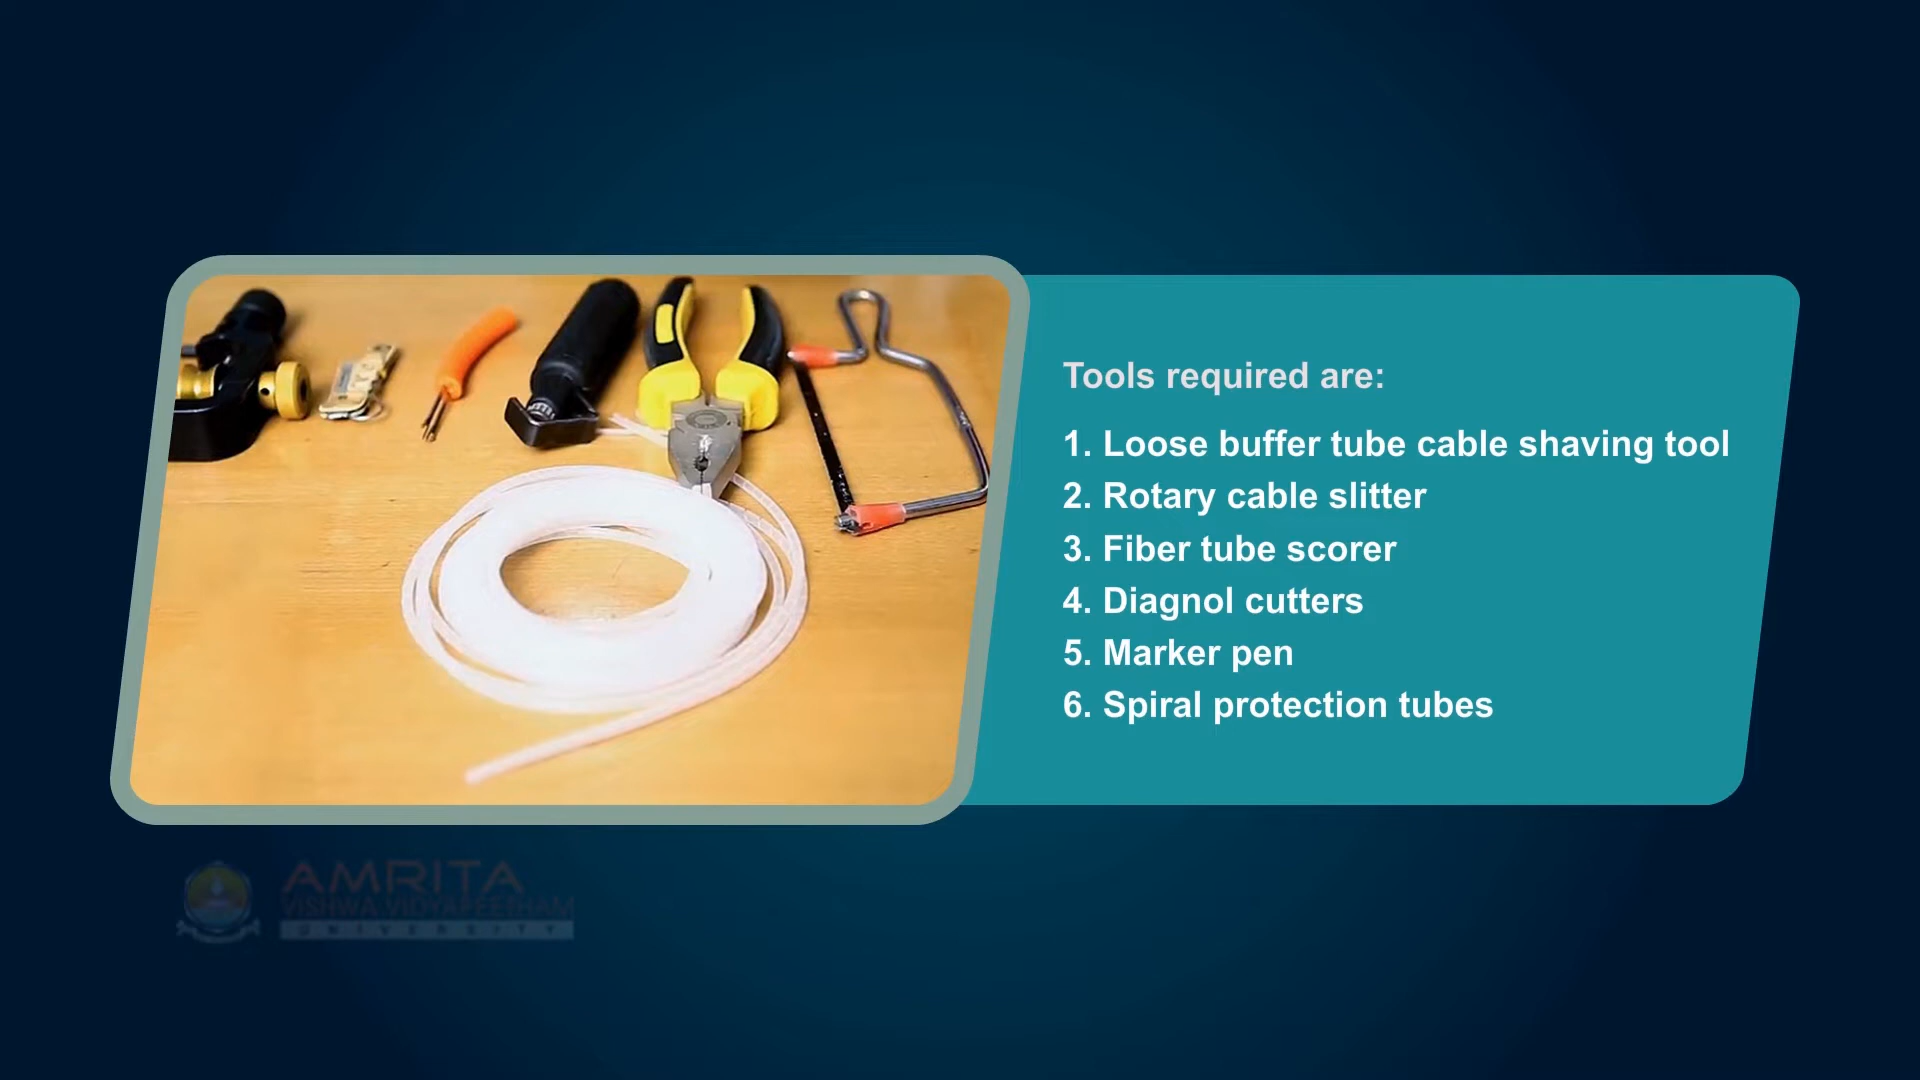 Tools required are:
1. Loose buffer tube cable shaving tool
2. Rotary cable slitter
3. Fiber tube scorer
4. Diagnol cutters
5. Marker pen
6. Spiral protection tubes
AMRITA
VISHWA VIDYAPEETHAM
UNIVERSITY